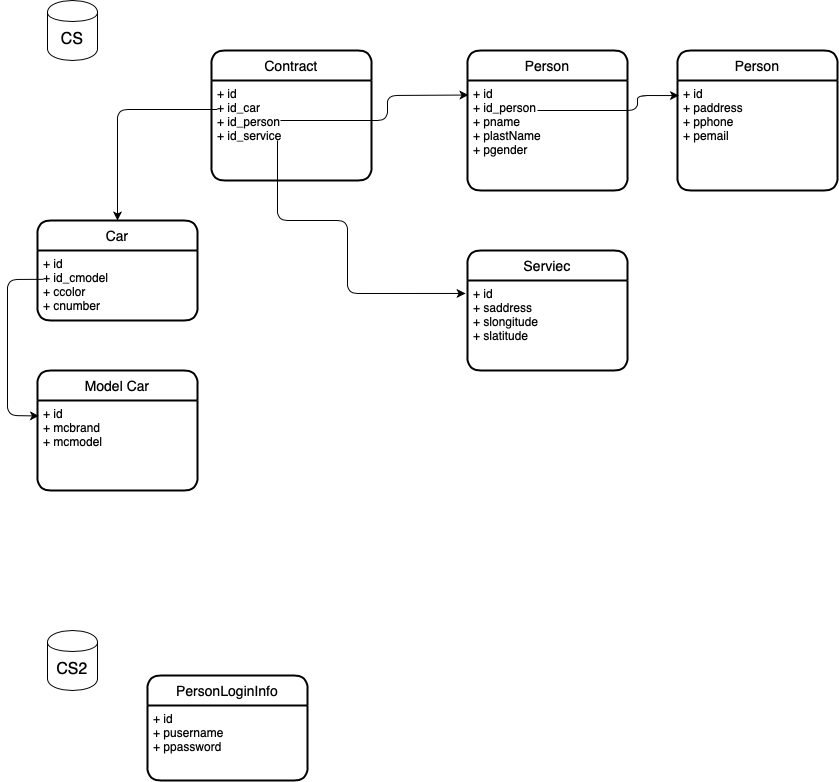 CS
Contract
+ id
+ id_car
+ id_person
+ id_service
Person
+ id
+ id_person
+ pname
+ plastName
+ pgender
Person
+ id
+ paddress
+ pphone
+ pemail
Car
+ id
+ id_cmodel
+ ccolor
+ cnumber
Serviec
+ id
+ saddress
+ slongitude
+ slatitude
Model Car
+ id
+ mcbrand
+ mcmodel
CS2
PersonLoginInfo
+ id
+ pusername
+ ppassword